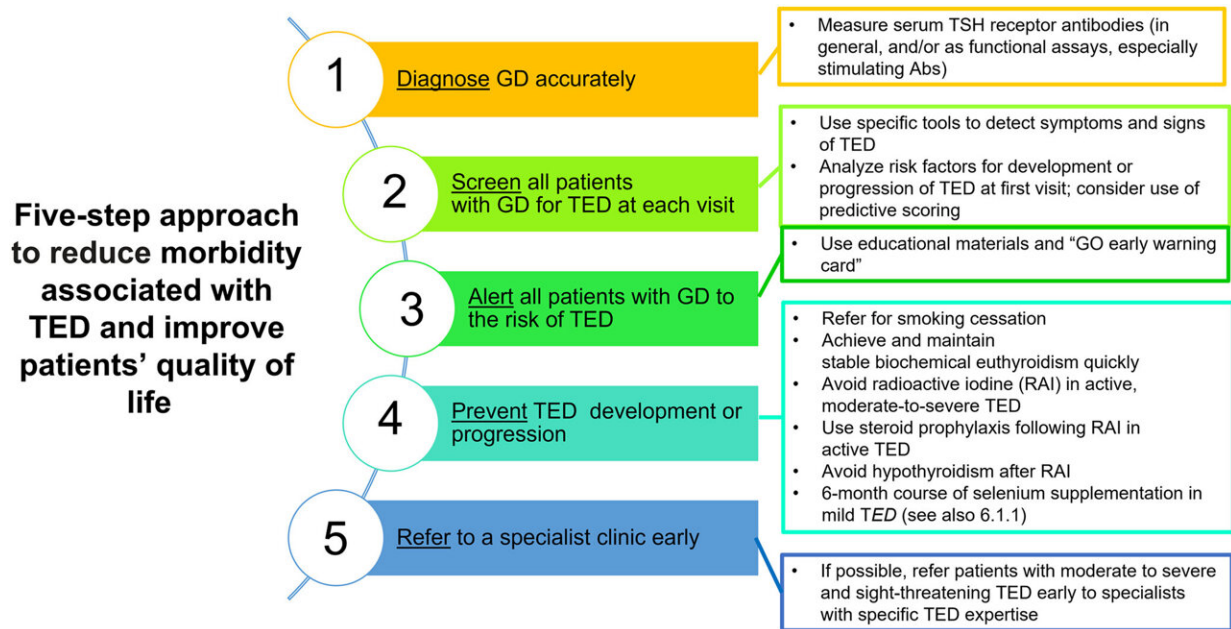 Five-step approach
to reduce morbidity
associated with
TED and improve
patients’ quality of
life
1
Diagnose GD accurately
• Measure serum TSH receptor antibodies (in
general, and/or as functional assays, especially
stimulating Abs)
2
Screen all patients
with GD for TED at each visit
• Use specific tools to detect symptoms and signs
of TED
• Analyze risk factors for development or
progression of TED at first visit; consider use of
predictive scoring
3
Alert all patients with GD to
the risk of TED
• Use educational materials and “GO early warning
card”
4
Prevent TED development or
progression
• Refer for smoking cessation
• Achieve and maintain
stable biochemical euthyroidism quickly
• Avoid radioactive iodine (RAI) in active,
moderate-to-severe TED
• Use steroid prophylaxis following RAI in
active TED
• Avoid hypothyroidism after RAI
• 6-month course of selenium supplementation in
mild TED (see also 6.1.1)
5
Refer to a specialist clinic early
• If possible, refer patients with moderate to severe
and sight-threatening TED early to specialists
with specific TED expertise